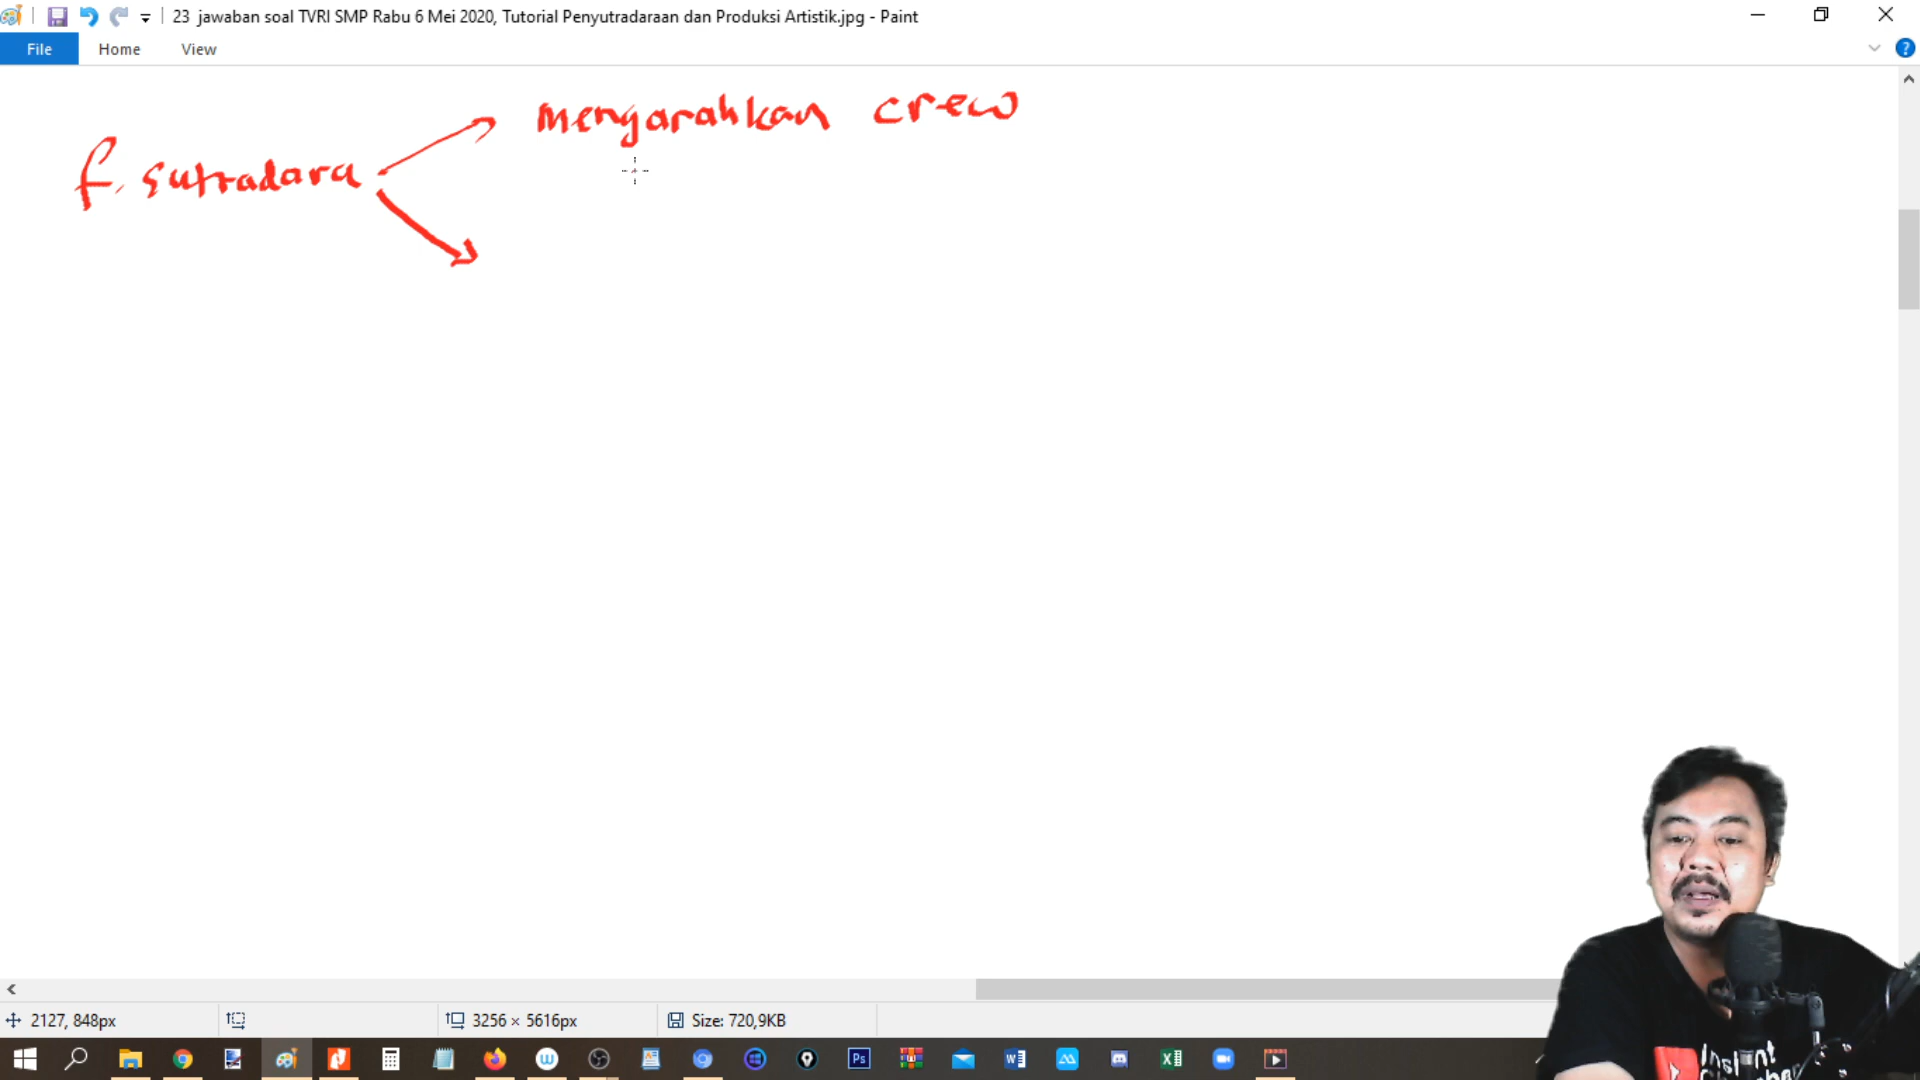 23 jawaban soal TVRI SMP Rabu 6 Mei 2020, Tutorial Penyutradaraan dan Produksi Artistik.jpg - Paint
File Home View
mengarahkan crew
f. sutradara
2127, 848px 3256 × 5616px Size: 720,9KB
Instant